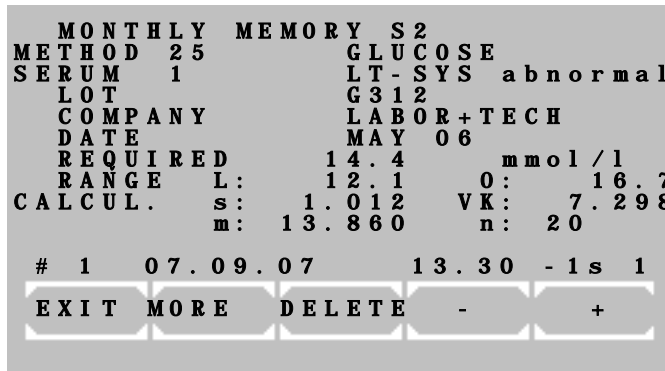 MONTHLY MEMORY S2
METHOD 25 GLUCOSE
SERUM 1 LT-SYS abnormal
LOT G312
COMPANY LABOR+TECH
DATE MAY 06
REQUIRED 14.4 mmol/l
RANGE L: 12.1 O: 16.7
CALCUL. s: 1.012 VK: 7.298
m: 13.860 n: 20
# 1 07.09.07 13.30 -1s 1
EXIT MORE DELETE - +